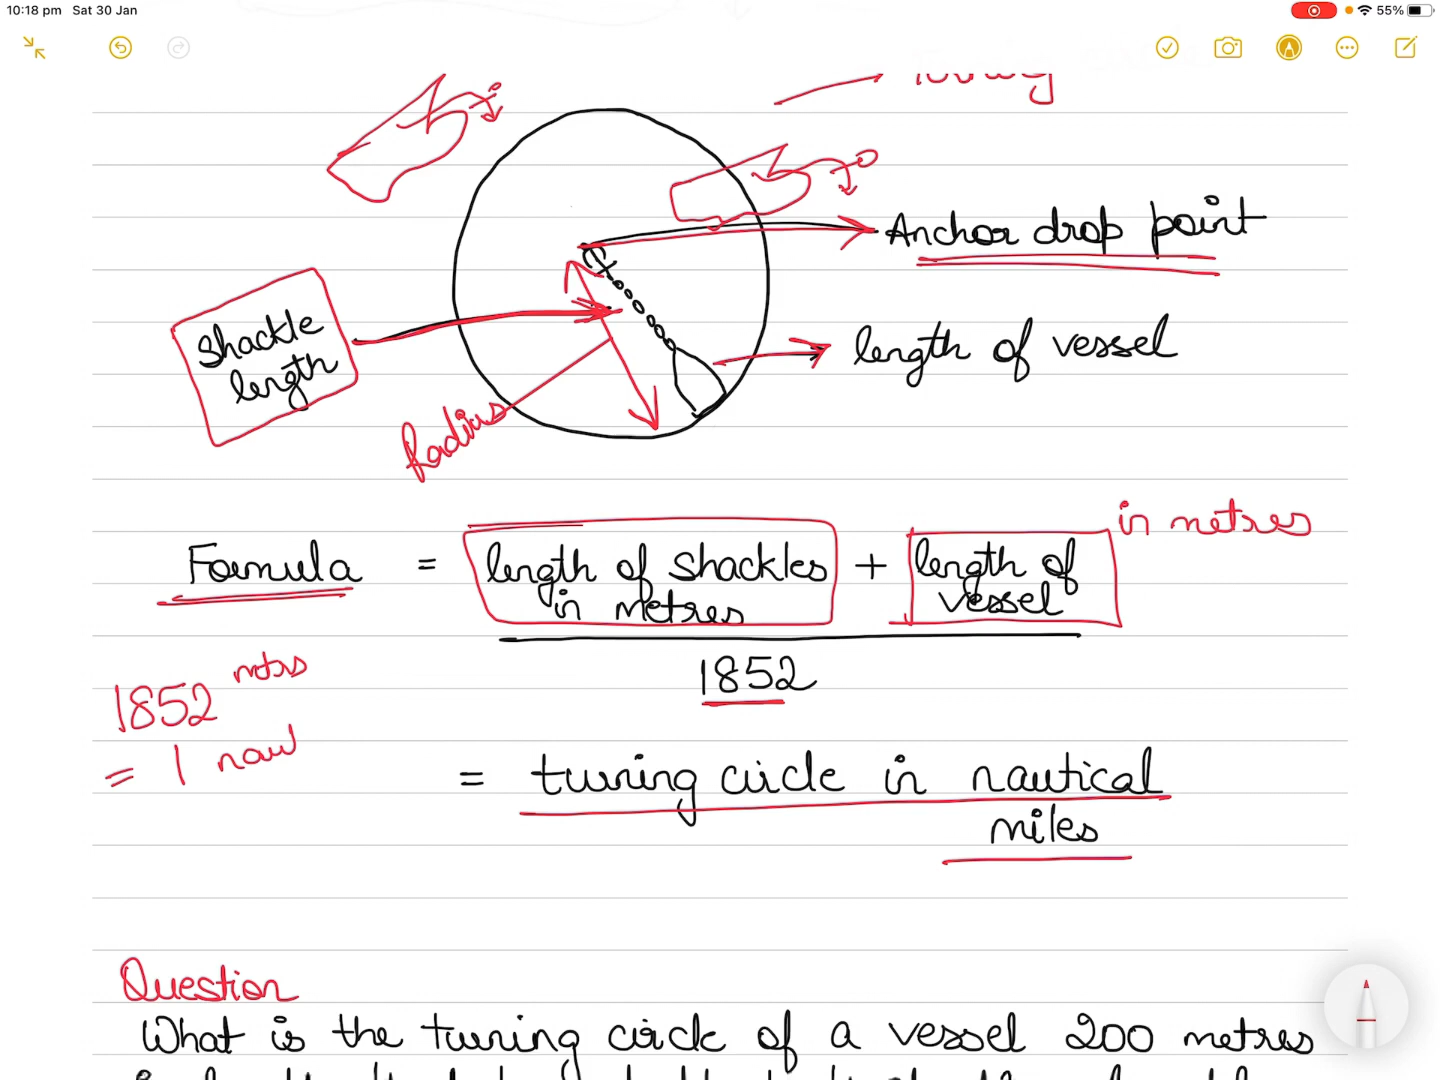 10:18 pm Sat 30 Jan
55%
Anchor drop point
Shackle
length
length of vessel
Radius
in metres
Formula = length of shackles + length of
in metres vessel
1852
1852 mtrs
= 1 naut
= turning circle in nautical
miles
Question
What is the turning circle of a vessel 200 metres